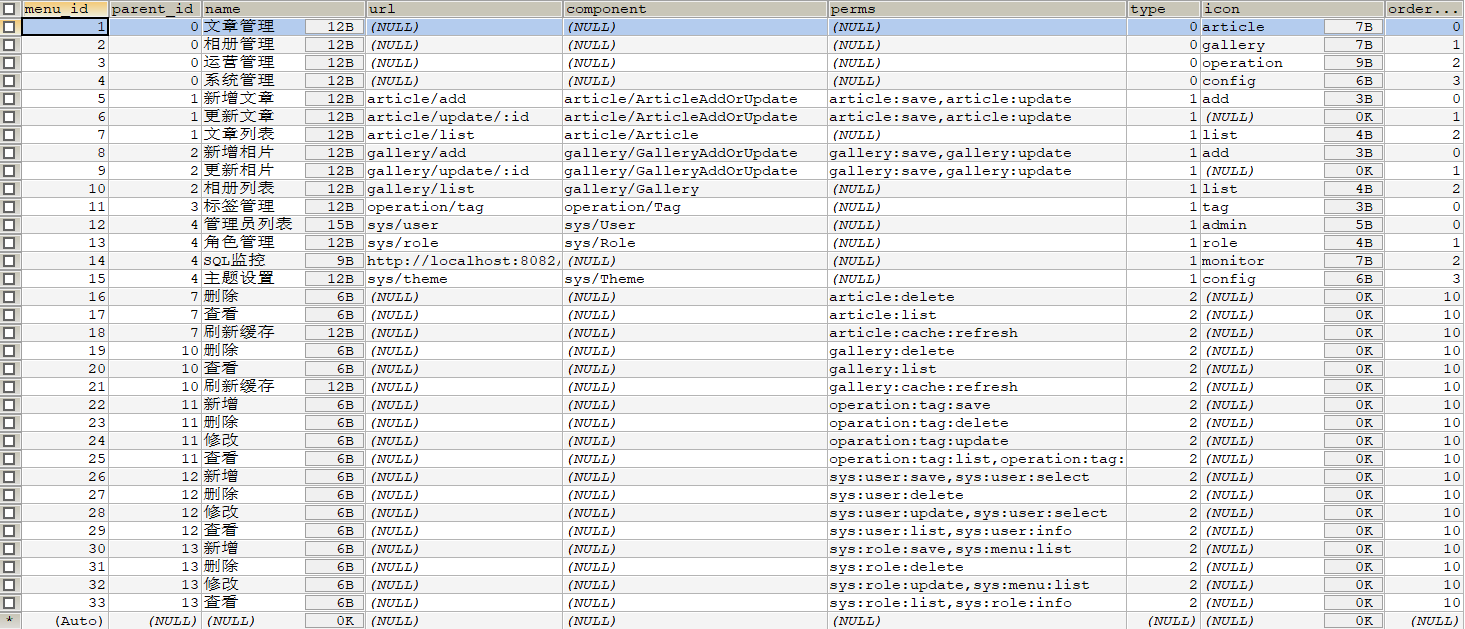 menu_id parent_id name url component perms type icon order...
1 0 文章管理 12B (NULL) (NULL) (NULL) 0 article 7B 0
2 0 相册管理 12B (NULL) (NULL) (NULL) 0 gallery 7B 1
3 0 运营管理 12B (NULL) (NULL) (NULL) 0 operation 9B 2
4 0 系统管理 12B (NULL) (NULL) (NULL) 0 config 6B 3
5 1 新增文章 12B article/add article/ArticleAddOrUpdate article:save,article:update 1 add 3B 0
6 1 更新文章 12B article/update/:id article/ArticleAddOrUpdate article:save,article:update 1 (NULL) 0K 1
7 1 文章列表 12B article/list article/Article (NULL) 1 list 4B 2
8 2 新增相片 12B gallery/add gallery/GalleryAddOrUpdate gallery:save,gallery:update 1 add 3B 0
9 2 更新相片 12B gallery/update/:id gallery/GalleryAddOrUpdate gallery:save,gallery:update 1 (NULL) 0K 1
10 2 相册列表 12B gallery/list gallery/Gallery (NULL) 1 list 4B 2
11 3 标签管理 12B operation/tag operation/Tag (NULL) 1 tag 3B 0
12 4 管理员列表 15B sys/user sys/User (NULL) 1 admin 5B 0
13 4 角色管理 12B sys/role sys/Role (NULL) 1 role 4B 1
14 4 SQL监控 9B http://localhost:8082/ (NULL) (NULL) 1 monitor 7B 2
15 4 主题设置 12B sys/theme sys/Theme (NULL) 1 config 6B 3
16 7 删除 6B (NULL) (NULL) article:delete 2 (NULL) 0K 10
17 7 查看 6B (NULL) (NULL) article:list 2 (NULL) 0K 10
18 7 刷新缓存 12B (NULL) (NULL) article:cache:refresh 2 (NULL) 0K 10
19 10 删除 6B (NULL) (NULL) gallery:delete 2 (NULL) 0K 10
20 10 查看 6B (NULL) (NULL) gallery:list 2 (NULL) 0K 10
21 10 刷新缓存 12B (NULL) (NULL) gallery:cache:refresh 2 (NULL) 0K 10
22 11 新增 6B (NULL) (NULL) operation:tag:save 2 (NULL) 0K 10
23 11 删除 6B (NULL) (NULL) oparation:tag:delete 2 (NULL) 0K 10
24 11 修改 6B (NULL) (NULL) oparation:tag:update 2 (NULL) 0K 10
25 11 查看 6B (NULL) (NULL) operation:tag:list,operation:tag: 2 (NULL) 0K 10
26 12 新增 6B (NULL) (NULL) sys:user:save,sys:user:select 2 (NULL) 0K 10
27 12 删除 6B (NULL) (NULL) sys:user:delete 2 (NULL) 0K 10
28 12 修改 6B (NULL) (NULL) sys:user:update,sys:user:select 2 (NULL) 0K 10
29 12 查看 6B (NULL) (NULL) sys:user:list,sys:user:info 2 (NULL) 0K 10
30 13 新增 6B (NULL) (NULL) sys:role:save,sys:menu:list 2 (NULL) 0K 10
31 13 删除 6B (NULL) (NULL) sys:role:delete 2 (NULL) 0K 10
32 13 修改 6B (NULL) (NULL) sys:role:update,sys:menu:list 2 (NULL) 0K 10
33 13 查看 6B (NULL) (NULL) sys:role:list,sys:role:info 2 (NULL) 0K 10
* (Auto) (NULL) (NULL) 0K (NULL) (NULL) (NULL) (NULL) (NULL) 0K (NULL)